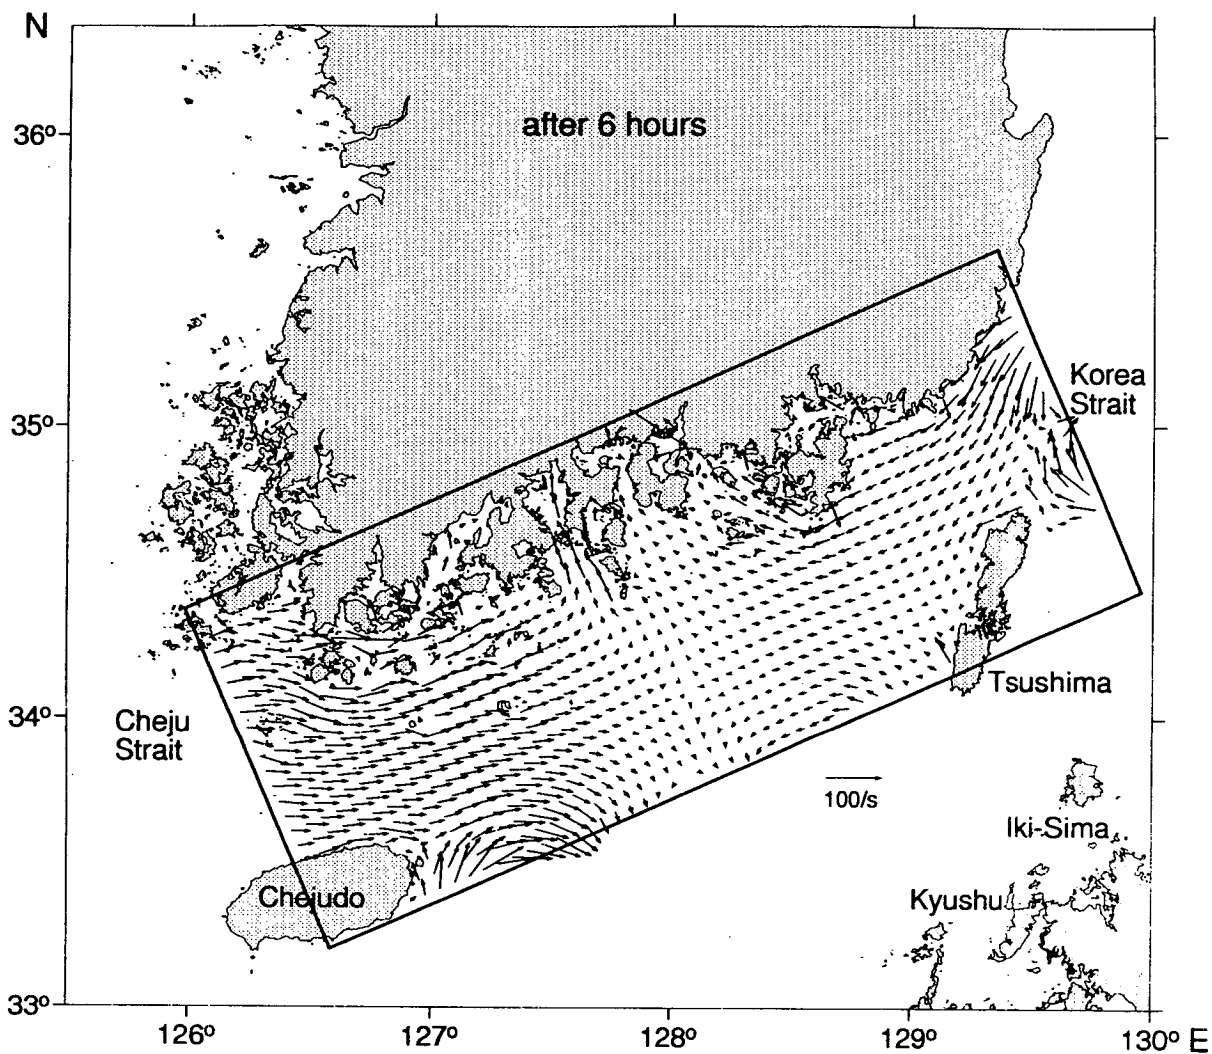 N
36°
after 6 hours
35°
Korea
Strait
34°
Cheju
Strait
Tsushima
100/s
Iki-Sima
Chejudo
Kyushu
33°
126°
127°
128°
129°
130° E